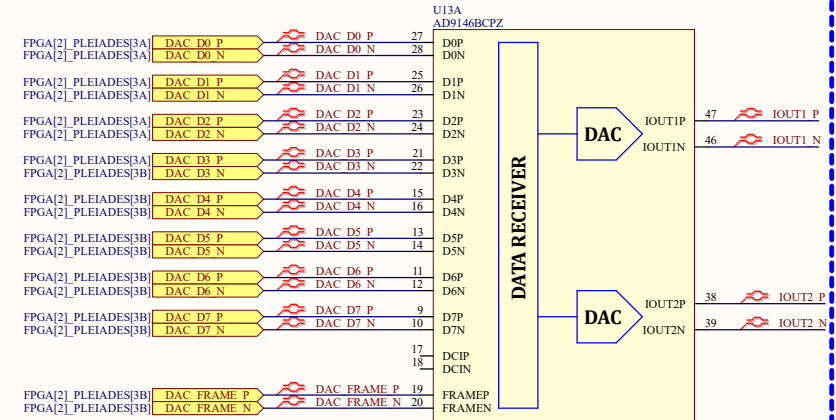 U13A
AD9146BCPZ
FPGA[2]_PLEIADES[3A] DAC_D0_P DAC_D0_P 27 D0P
FPGA[2]_PLEIADES[3A] DAC_D0_N DAC_D0_N 28 D0N
FPGA[2]_PLEIADES[3A] DAC_D1_P DAC_D1_P 25 D1P
FPGA[2]_PLEIADES[3A] DAC_D1_N DAC_D1_N 26 D1N
FPGA[2]_PLEIADES[3A] DAC_D2_P DAC_D2_P 23 D2P
FPGA[2]_PLEIADES[3A] DAC_D2_N DAC_D2_N 24 D2N
FPGA[2]_PLEIADES[3A] DAC_D3_P DAC_D3_P 21 D3P
FPGA[2]_PLEIADES[3B] DAC_D3_N DAC_D3_N 22 D3N
FPGA[2]_PLEIADES[3B] DAC_D4_P DAC_D4_P 15 D4P
FPGA[2]_PLEIADES[3B] DAC_D4_N DAC_D4_N 16 D4N
FPGA[2]_PLEIADES[3B] DAC_D5_P DAC_D5_P 13 D5P
FPGA[2]_PLEIADES[3B] DAC_D5_N DAC_D5_N 14 D5N
FPGA[2]_PLEIADES[3B] DAC_D6_P DAC_D6_P 11 D6P
FPGA[2]_PLEIADES[3B] DAC_D6_N DAC_D6_N 12 D6N
FPGA[2]_PLEIADES[3B] DAC_D7_P DAC_D7_P 9 D7P
FPGA[2]_PLEIADES[3B] DAC_D7_N DAC_D7_N 10 D7N
17 DCIP
18 DCIN
FPGA[2]_PLEIADES[3B] DAC_FRAME_P DAC_FRAME_P 19 FRAMEP
FPGA[2]_PLEIADES[3B] DAC_FRAME_N DAC_FRAME_N 20 FRAMEN
DATA RECEIVER
DAC
IOUT1P 47 IOUT1_P
IOUT1N 46 IOUT1_N
DAC
IOUT2P 38 IOUT2_P
IOUT2N 39 IOUT2_N